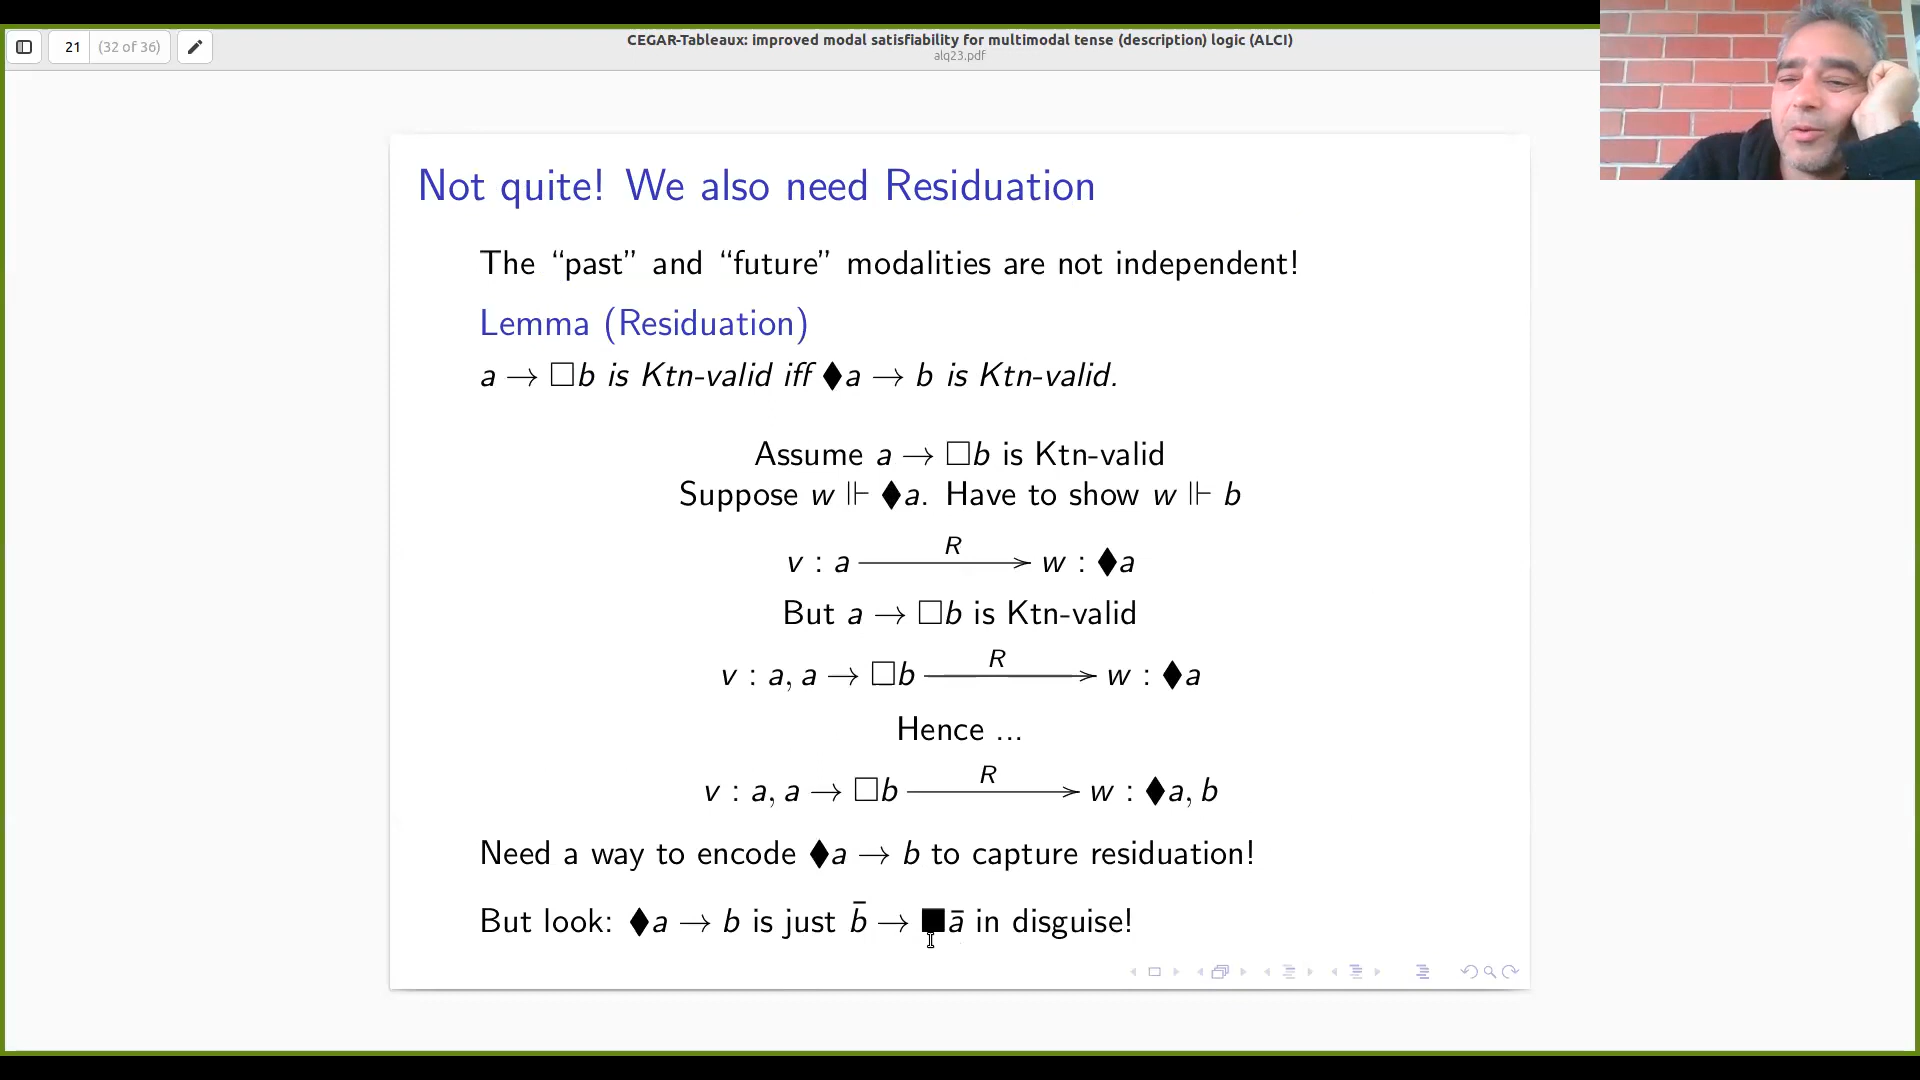 21 (32 of 36)
CEGAR-Tableaux: improved modal satisfiability for multimodal tense (description) logic (ALCI)
alq23.pdf
Not quite! We also need Residuation
The “past” and “future” modalities are not independent!
Lemma (Residuation)
a → □b is Ktn-valid iff ♦a → b is Ktn-valid.
Assume a → □b is Ktn-valid
Suppose w ⊩ ♦a. Have to show w ⊩ b
R
v : a ⟶ w : ♦a
But a → □b is Ktn-valid
R
v : a, a → □b ⟶ w : ♦a
Hence ...
R
v : a, a → □b ⟶ w : ♦a, b
Need a way to encode ♦a → b to capture residuation!
But look: ♦a → b is just b̄ → ■ā in disguise!